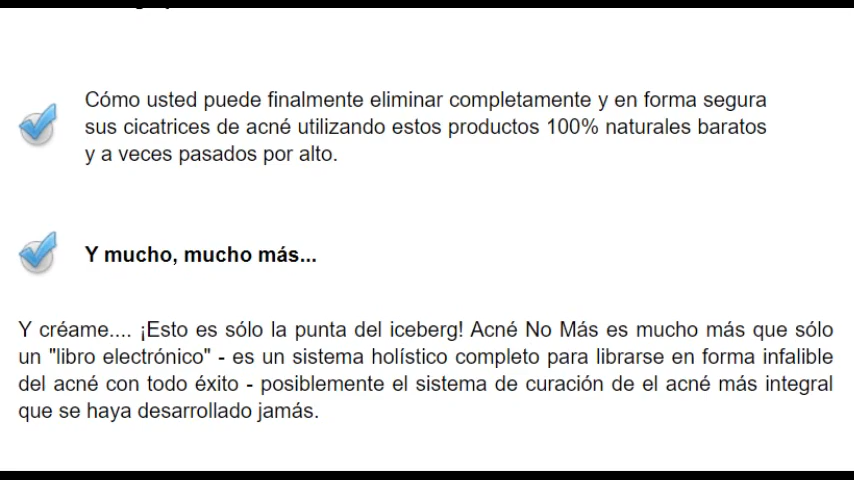 Cómo usted puede finalmente eliminar completamente y en forma segura
sus cicatrices de acné utilizando estos productos 100% naturales baratos
y a veces pasados por alto.
Y mucho, mucho más...
Y créame.... ¡Esto es sólo la punta del iceberg! Acné No Más es mucho más que sólo
un "libro electrónico" - es un sistema holístico completo para librarse en forma infalible
del acné con todo éxito - posiblemente el sistema de curación de el acné más integral
que se haya desarrollado jamás.